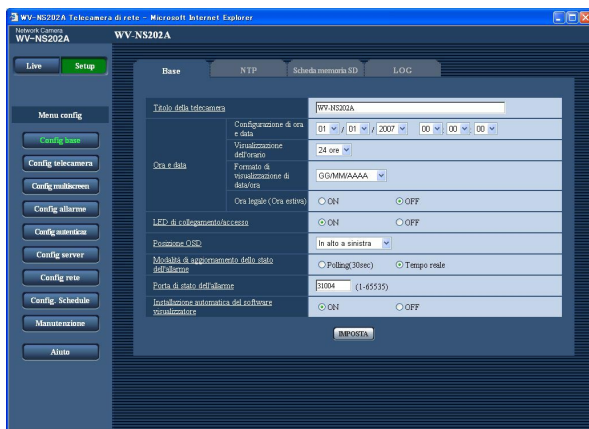 WV-NS202A Telecamera di rete - Microsoft Internet Explorer
Network Camera
WV-NS202A
WV-NS202A
Live
Setup
Base
NTP
Scheda memoria SD
LOG
Menu config
Config base
Config telecamera
Config multiscreen
Config allarme
Config autenticaz
Config server
Config rete
Config. Schedule
Manutenzione
Aiuto
Titolo della telecamera
WV-NS202A
Ora e data
Configurazione di ora
e data
01 / 01 / 2007 00 : 00 : 00
Visualizzazione
dell'orario
24 ore
Formato di
visualizzazione di
data/ora
GG/MM/AAAA
Ora legale (Ora estiva)
ON
OFF
LED di collegamento/accesso
ON
OFF
Posizione OSD
In alto a sinistra
Modalità di aggiornamento dello stato
dell'allarme
Polling(30sec)
Tempo reale
Porta di stato dell'allarme
31004 (1-65535)
Installazione automatica del software
visualizzatore
ON
OFF
IMPOSTA